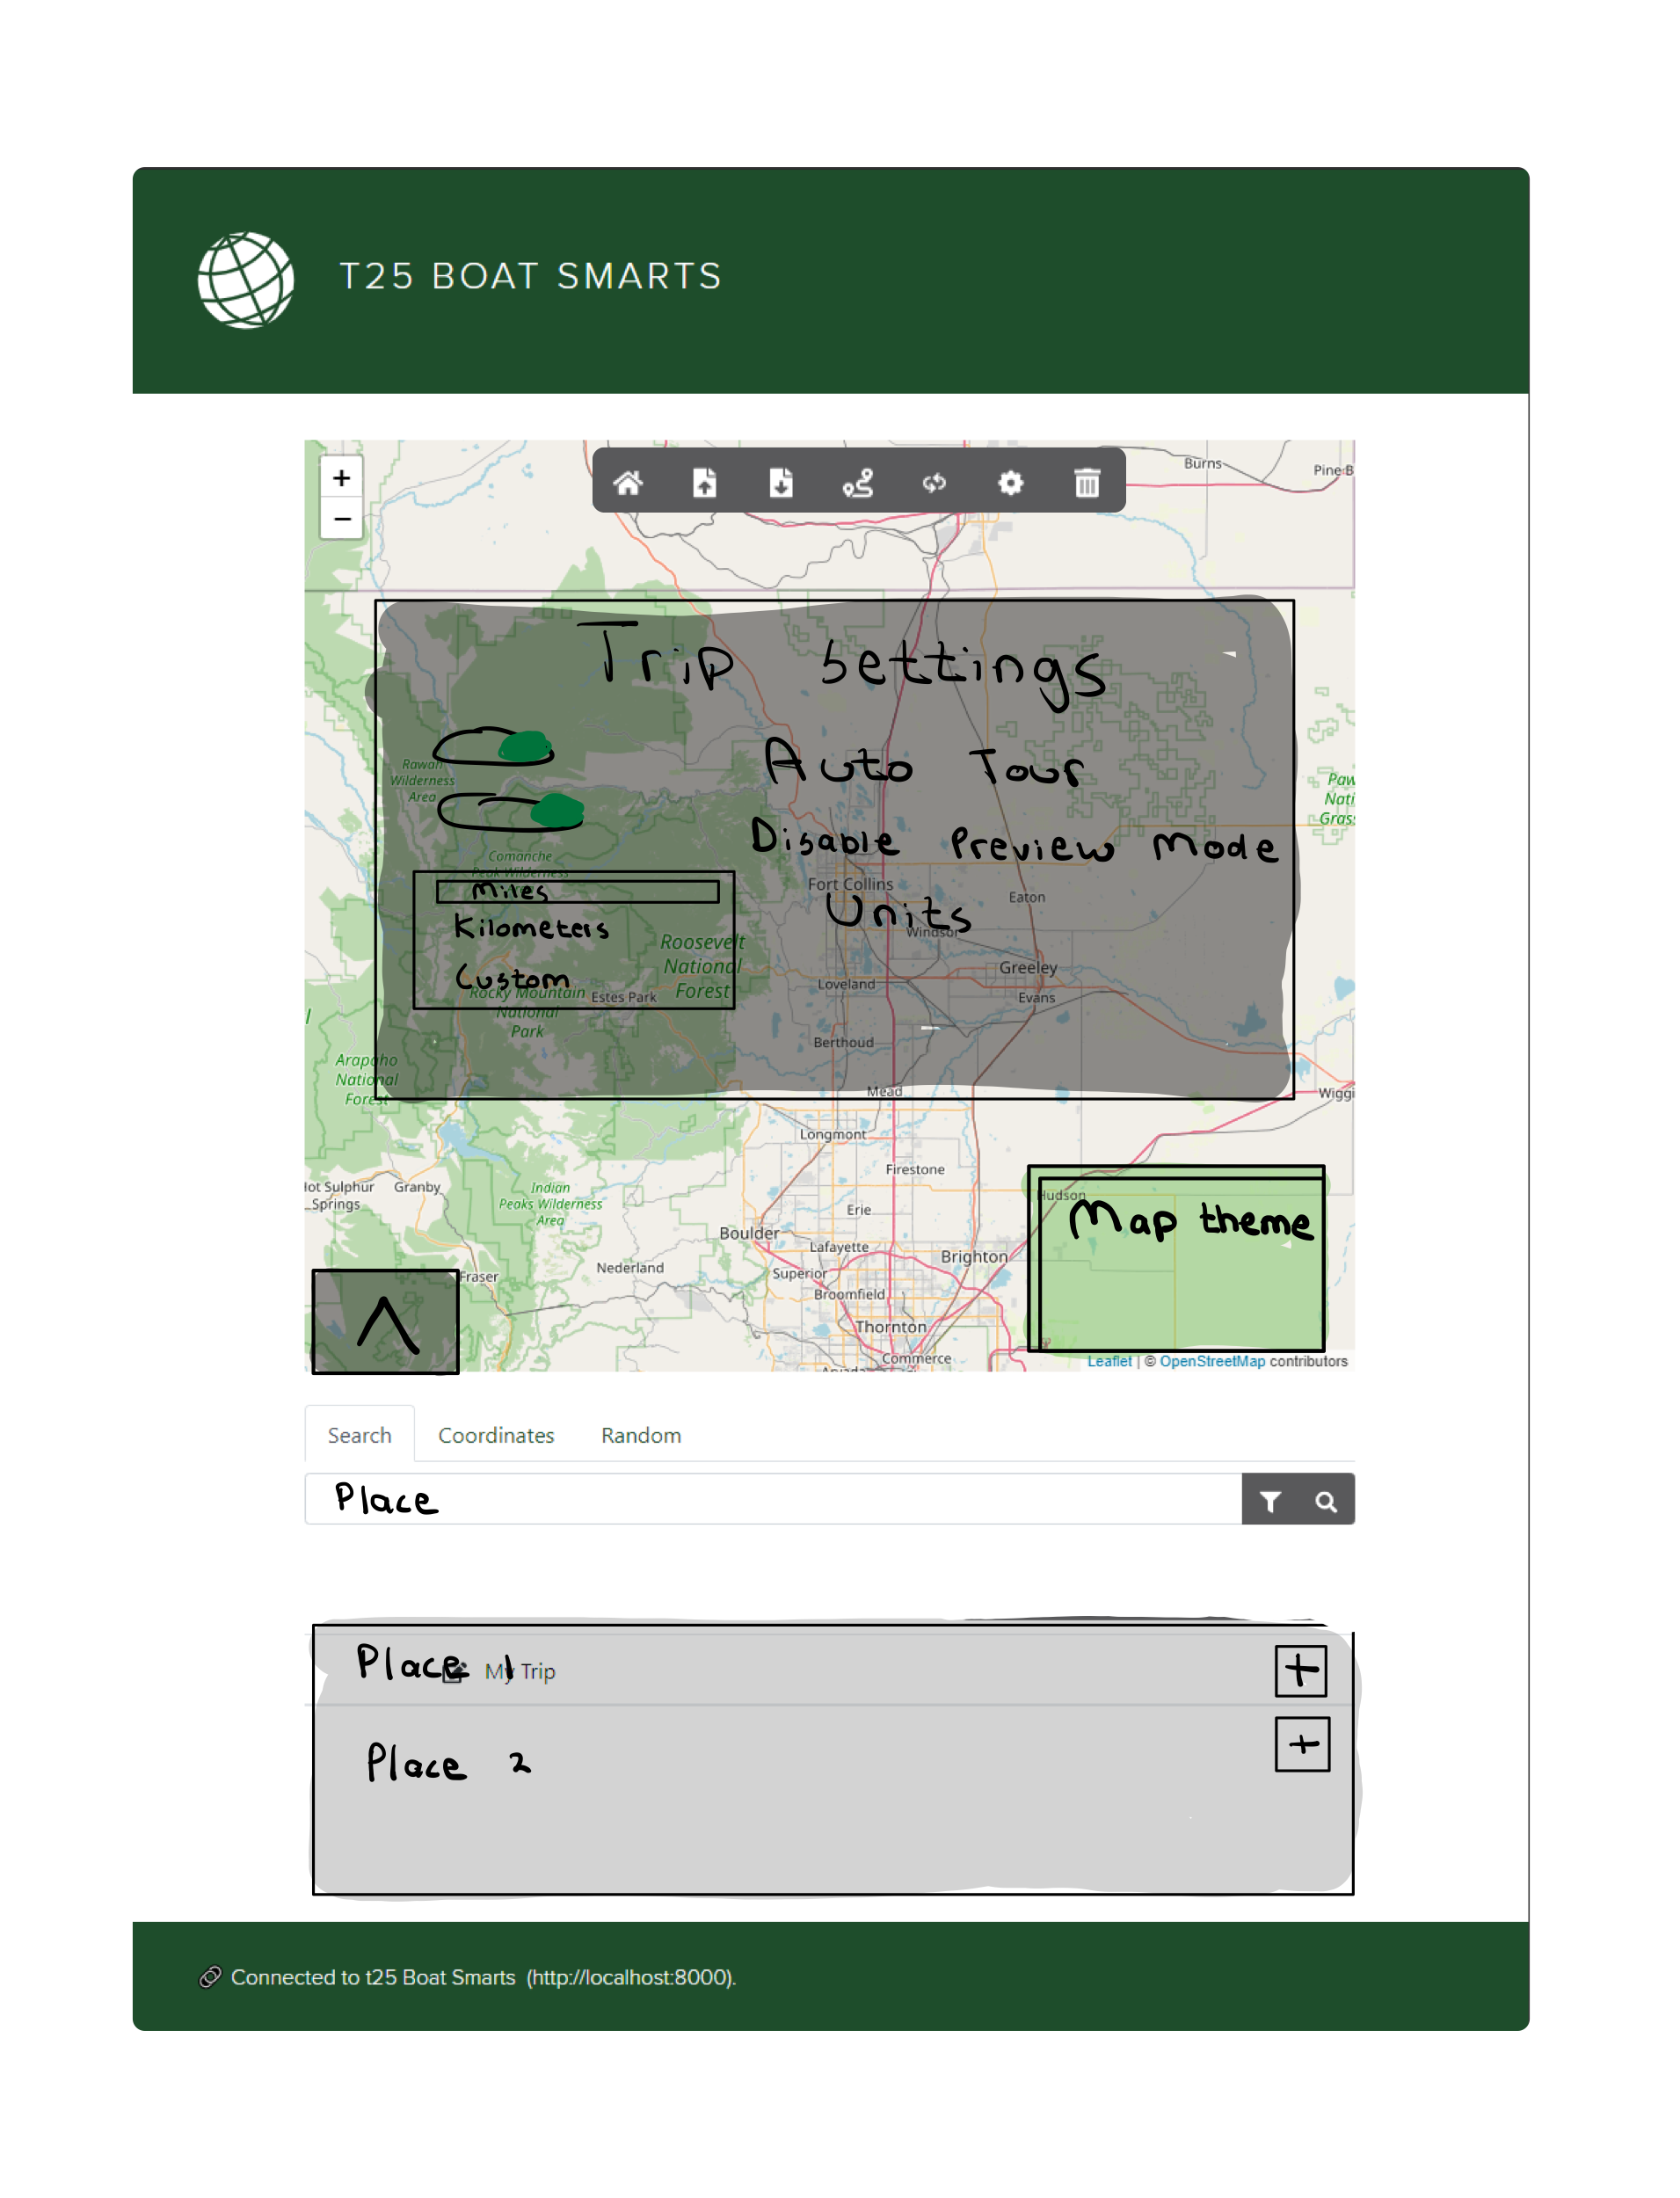 T25 BOAT SMARTS
+
−
Burns
Pine B
Trip Settings
Auto Tour
Rawah
Wilderness
Area
Paw
Nati
Grass
Disable Preview Mode
Comanche
Peak Wilderness
Miles
Fort Collins
Eaton
Units
Kilometers
Windsor
Roosevelt
National
Forest
Greeley
Custom
Loveland
Rocky Mountain
National
Park
Estes Park
Evans
Berthoud
Arapaho
National
Forest
Mead
Wiggi
Longmont
Firestone
Hot Sulphur
Springs
Granby
Indian
Peaks Wilderness
Area
Hudson
Map theme
Erie
Boulder
Lafayette
Brighton
Nederland
Superior
Fraser
Broomfield
Thornton
Commerce
Leaflet | © OpenStreetMap contributors
Search Coordinates Random
Place
Place 1 +
My Trip
Place 2 +
Connected to t25 Boat Smarts (http://localhost:8000).